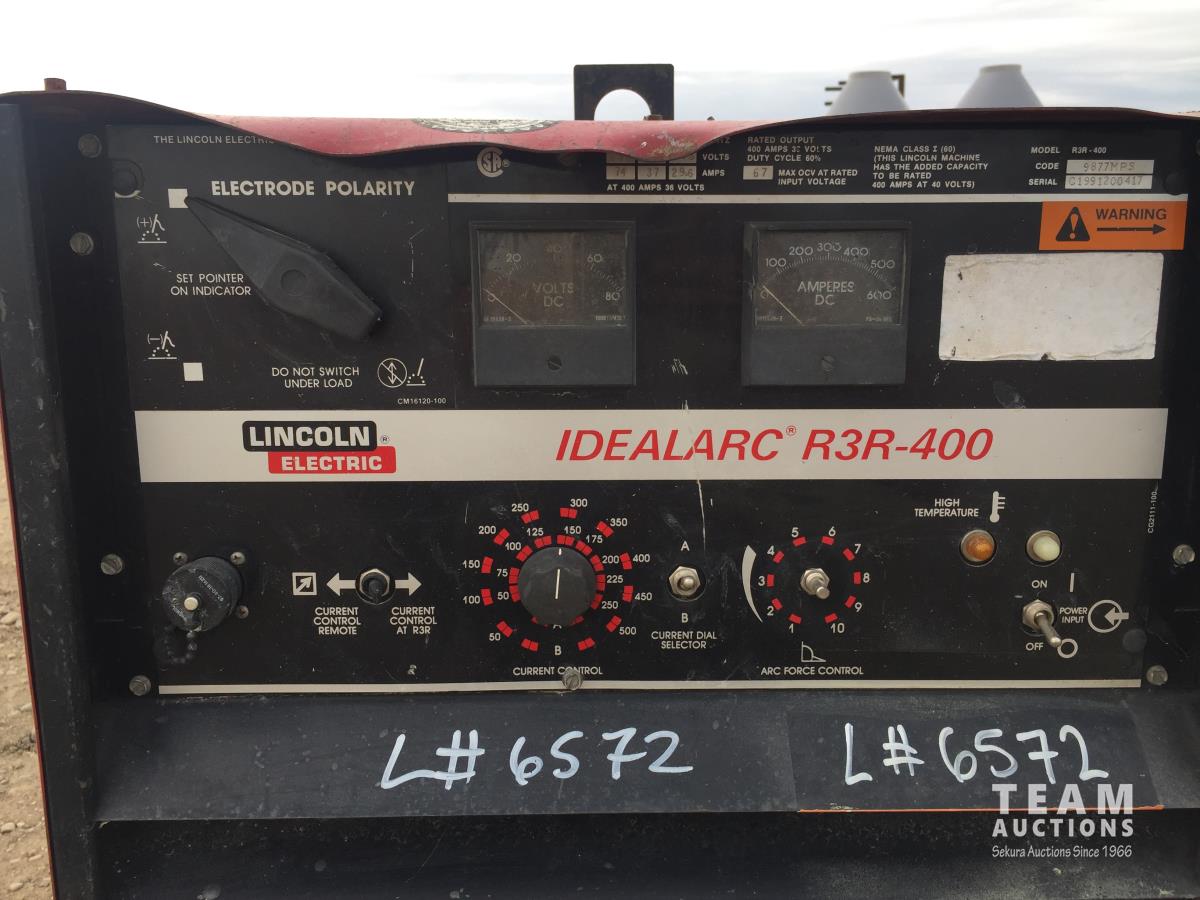 THE LINCOLN ELECTRIC
ELECTRODE POLARITY
(+)
SET POINTER
ON INDICATOR
(-)
DO NOT SWITCH
UNDER LOAD
CM16120-100
VOLTS
74 37 29.6 AMPS
AT 400 AMPS 36 VOLTS
RATED OUTPUT
400 AMPS 36 VOLTS
DUTY CYCLE 60%
67 MAX OCV AT RATED
INPUT VOLTAGE
NEMA CLASS I (60)
(THIS LINCOLN MACHINE
HAS THE ADDED CAPACITY
TO BE RATED
400 AMPS AT 40 VOLTS)
MODEL R3R-400
CODE 9877MPS
SERIAL C1991200417
WARNING
0 20 40 60 80
VOLTS
DC
0 100 200 300 400 500 600
AMPERES
DC
LINCOLN ®
ELECTRIC
IDEALARC® R3R-400
CURRENT
CONTROL
REMOTE
CURRENT
CONTROL
AT R3R
50 100 150 200 250 300 350 400 450 500
50 75 100 125 150 175 225 250
A
B
CURRENT CONTROL
A
B
CURRENT DIAL
SELECTOR
1 2 3 4 5 6 7 8 9 10
ARC FORCE CONTROL
HIGH
TEMPERATURE
ON
POWER
INPUT
OFF
CG2111-100
L#6572
L#6572
TEAM
AUCTIONS
Sekura Auctions Since 1966